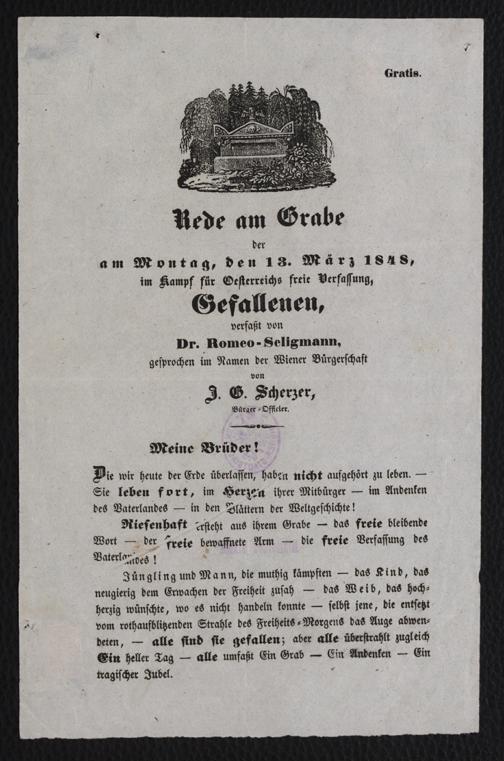 Gratis.
Rede am Grabe
der
am Montag, den 13. März 1848,
im Kampf für Oesterreichs freie Verfassung,
Gefallenen,
verfaßt von
Dr. Romeo-Seligmann,
gesprochen im Namen der Wiener Bürgerschaft
von
J. G. Scherzer,
Bürger-Officier.
Meine Brüder!
Die wir heute der Erde überlassen, haben nicht aufgehört zu leben. —
Sie leben fort, im Herzen ihrer Mitbürger — im Andenken
des Vaterlandes — in den Blättern der Weltgeschichte!
Riesenhaft ersteht aus ihrem Grabe — das freie bleibende
Wort — der freie bewaffnete Arm — die freie Verfassung des
Vaterlandes!
Jüngling und Mann, die muthig kämpften — das Kind, das
neugierig dem Erwachen der Freiheit zusah — das Weib, das hoch-
herzig wünschte, wo es nicht handeln konnte — selbst jene, die entsetzt
vom rothaufblitzenden Strahle des Freiheits-Morgens das Auge abwen-
deten, — alle sind sie gefallen; aber alle überstrahlt zugleich
Ein heller Tag — alle umfaßt Ein Grab — Ein Andenken — Ein
tragischer Jubel.